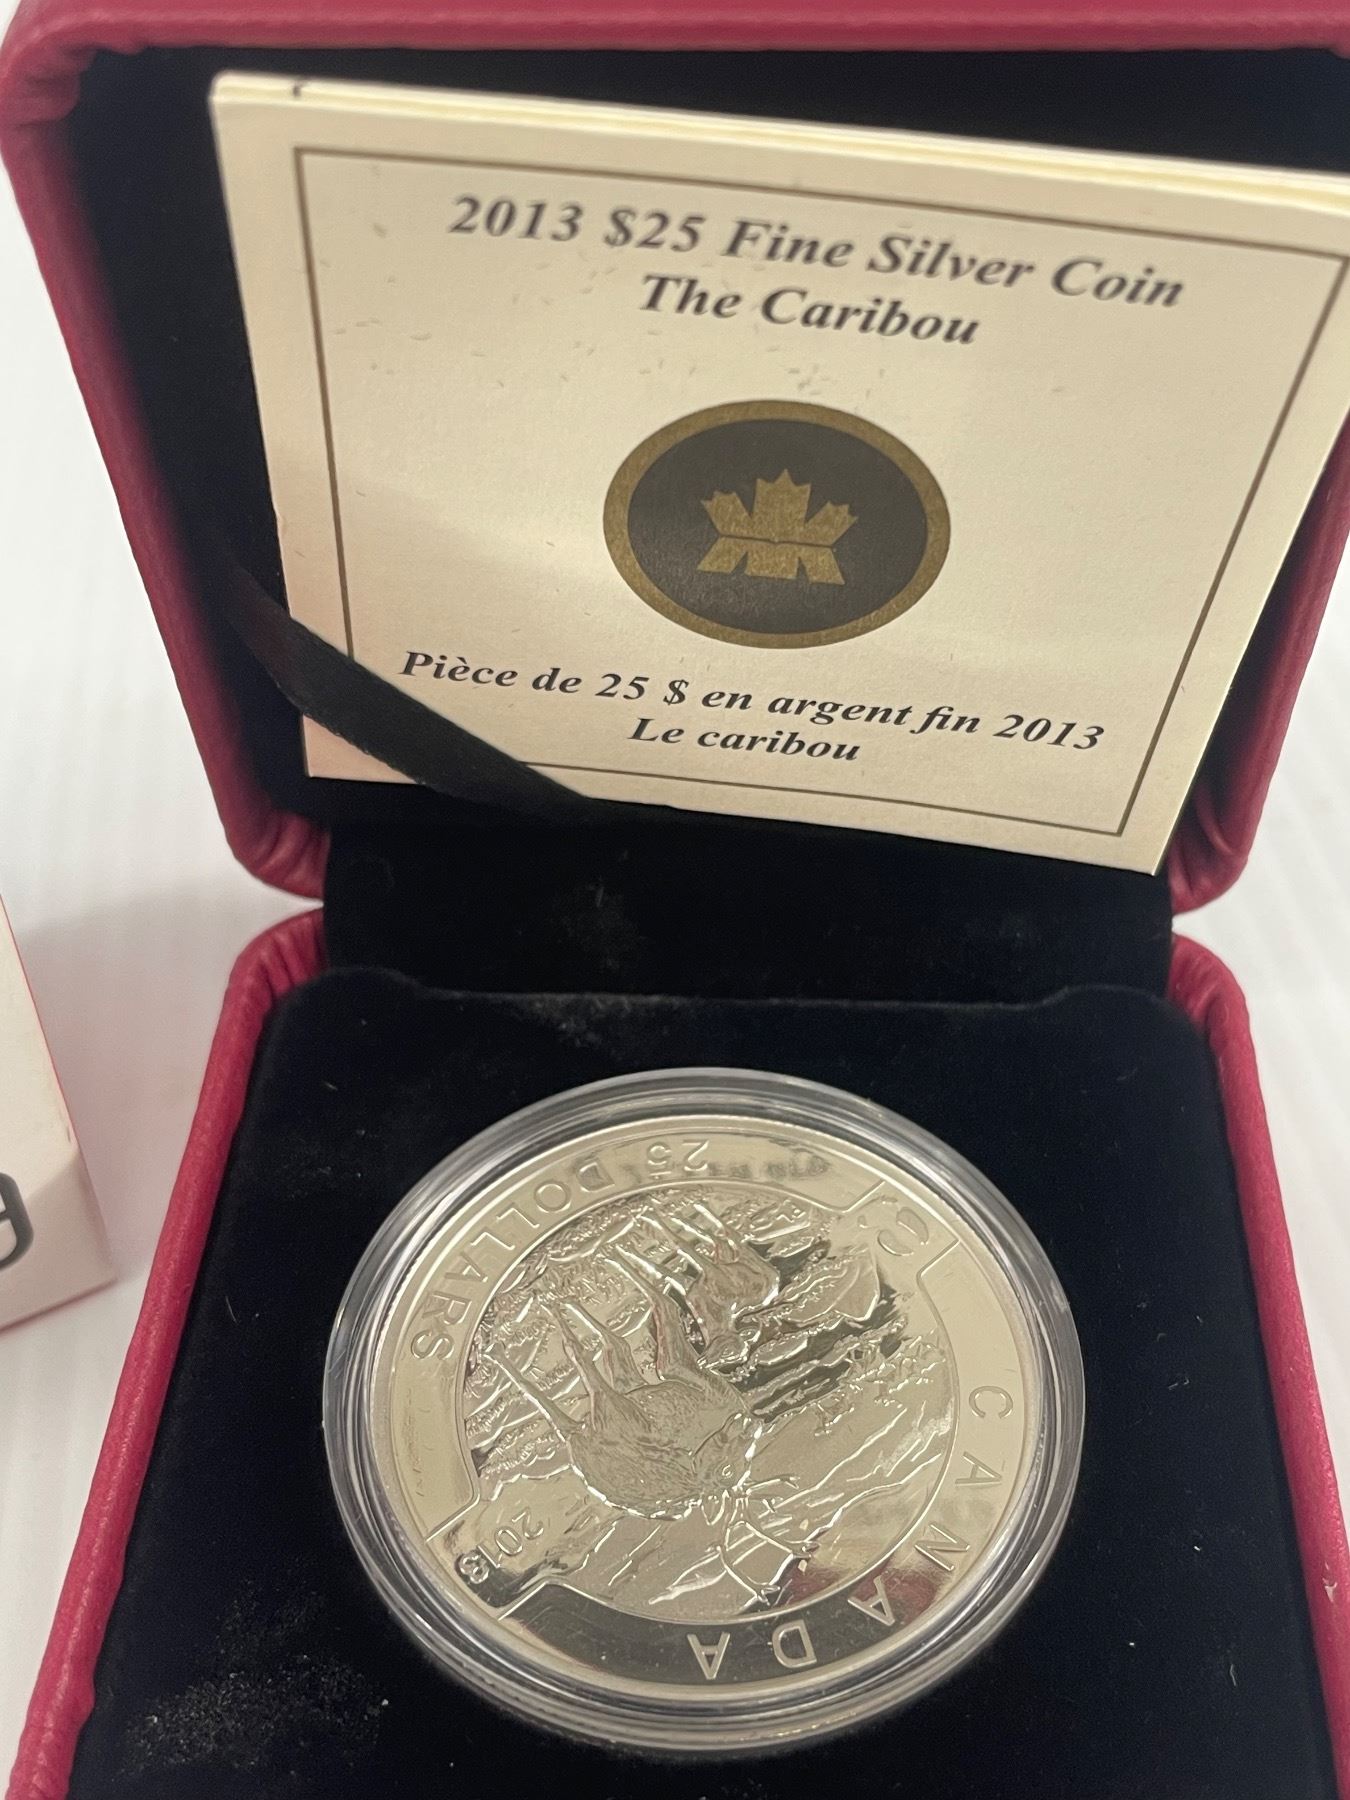 2013 $25 Fine Silver Coin
The Caribou
Pièce de 25 $ en argent fin 2013
Le caribou
25 DOLLARS
CANADA
2013